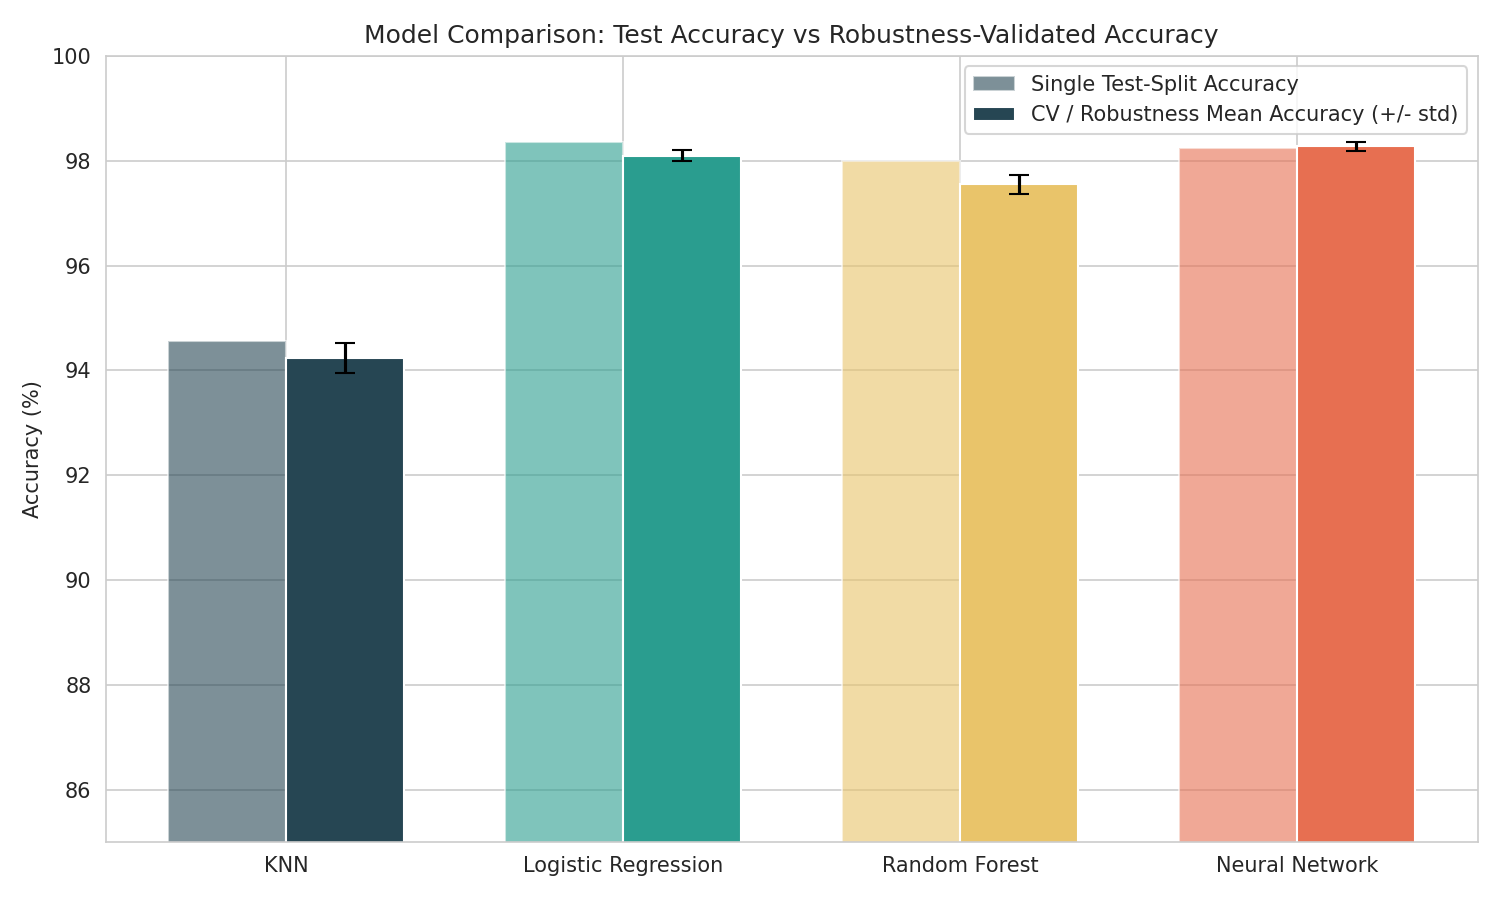 Model Comparison: Test Accuracy vs Robustness-Validated Accuracy
Single Test-Split Accuracy
CV / Robustness Mean Accuracy (+/- std)
Accuracy (%)
100
98
96
94
92
90
88
86
KNN
Logistic Regression
Random Forest
Neural Network